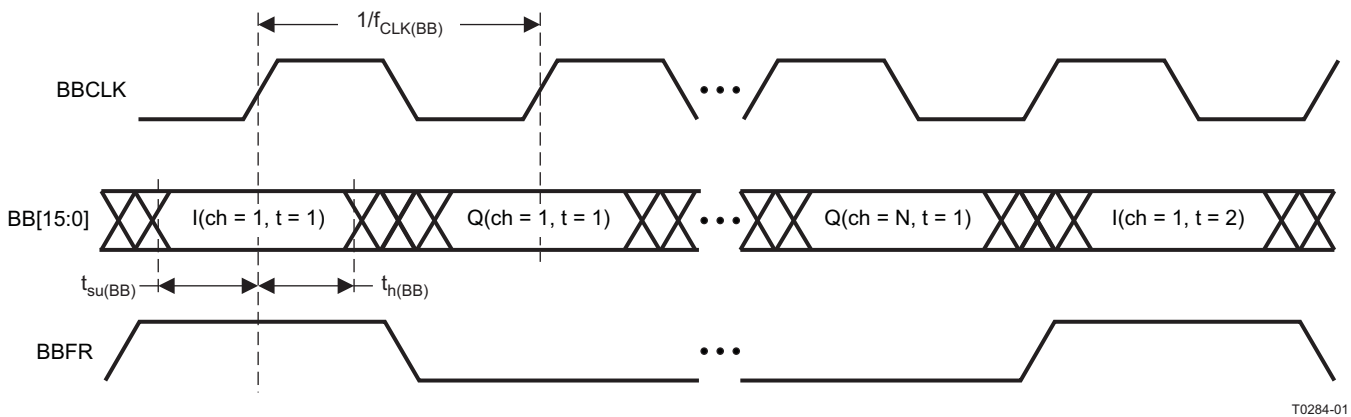 1/fCLK(BB)
BBCLK
BB[15:0]
I(ch = 1, t = 1)
Q(ch = 1, t = 1)
Q(ch = N, t = 1)
I(ch = 1, t = 2)
tsu(BB)
th(BB)
BBFR
T0284-01